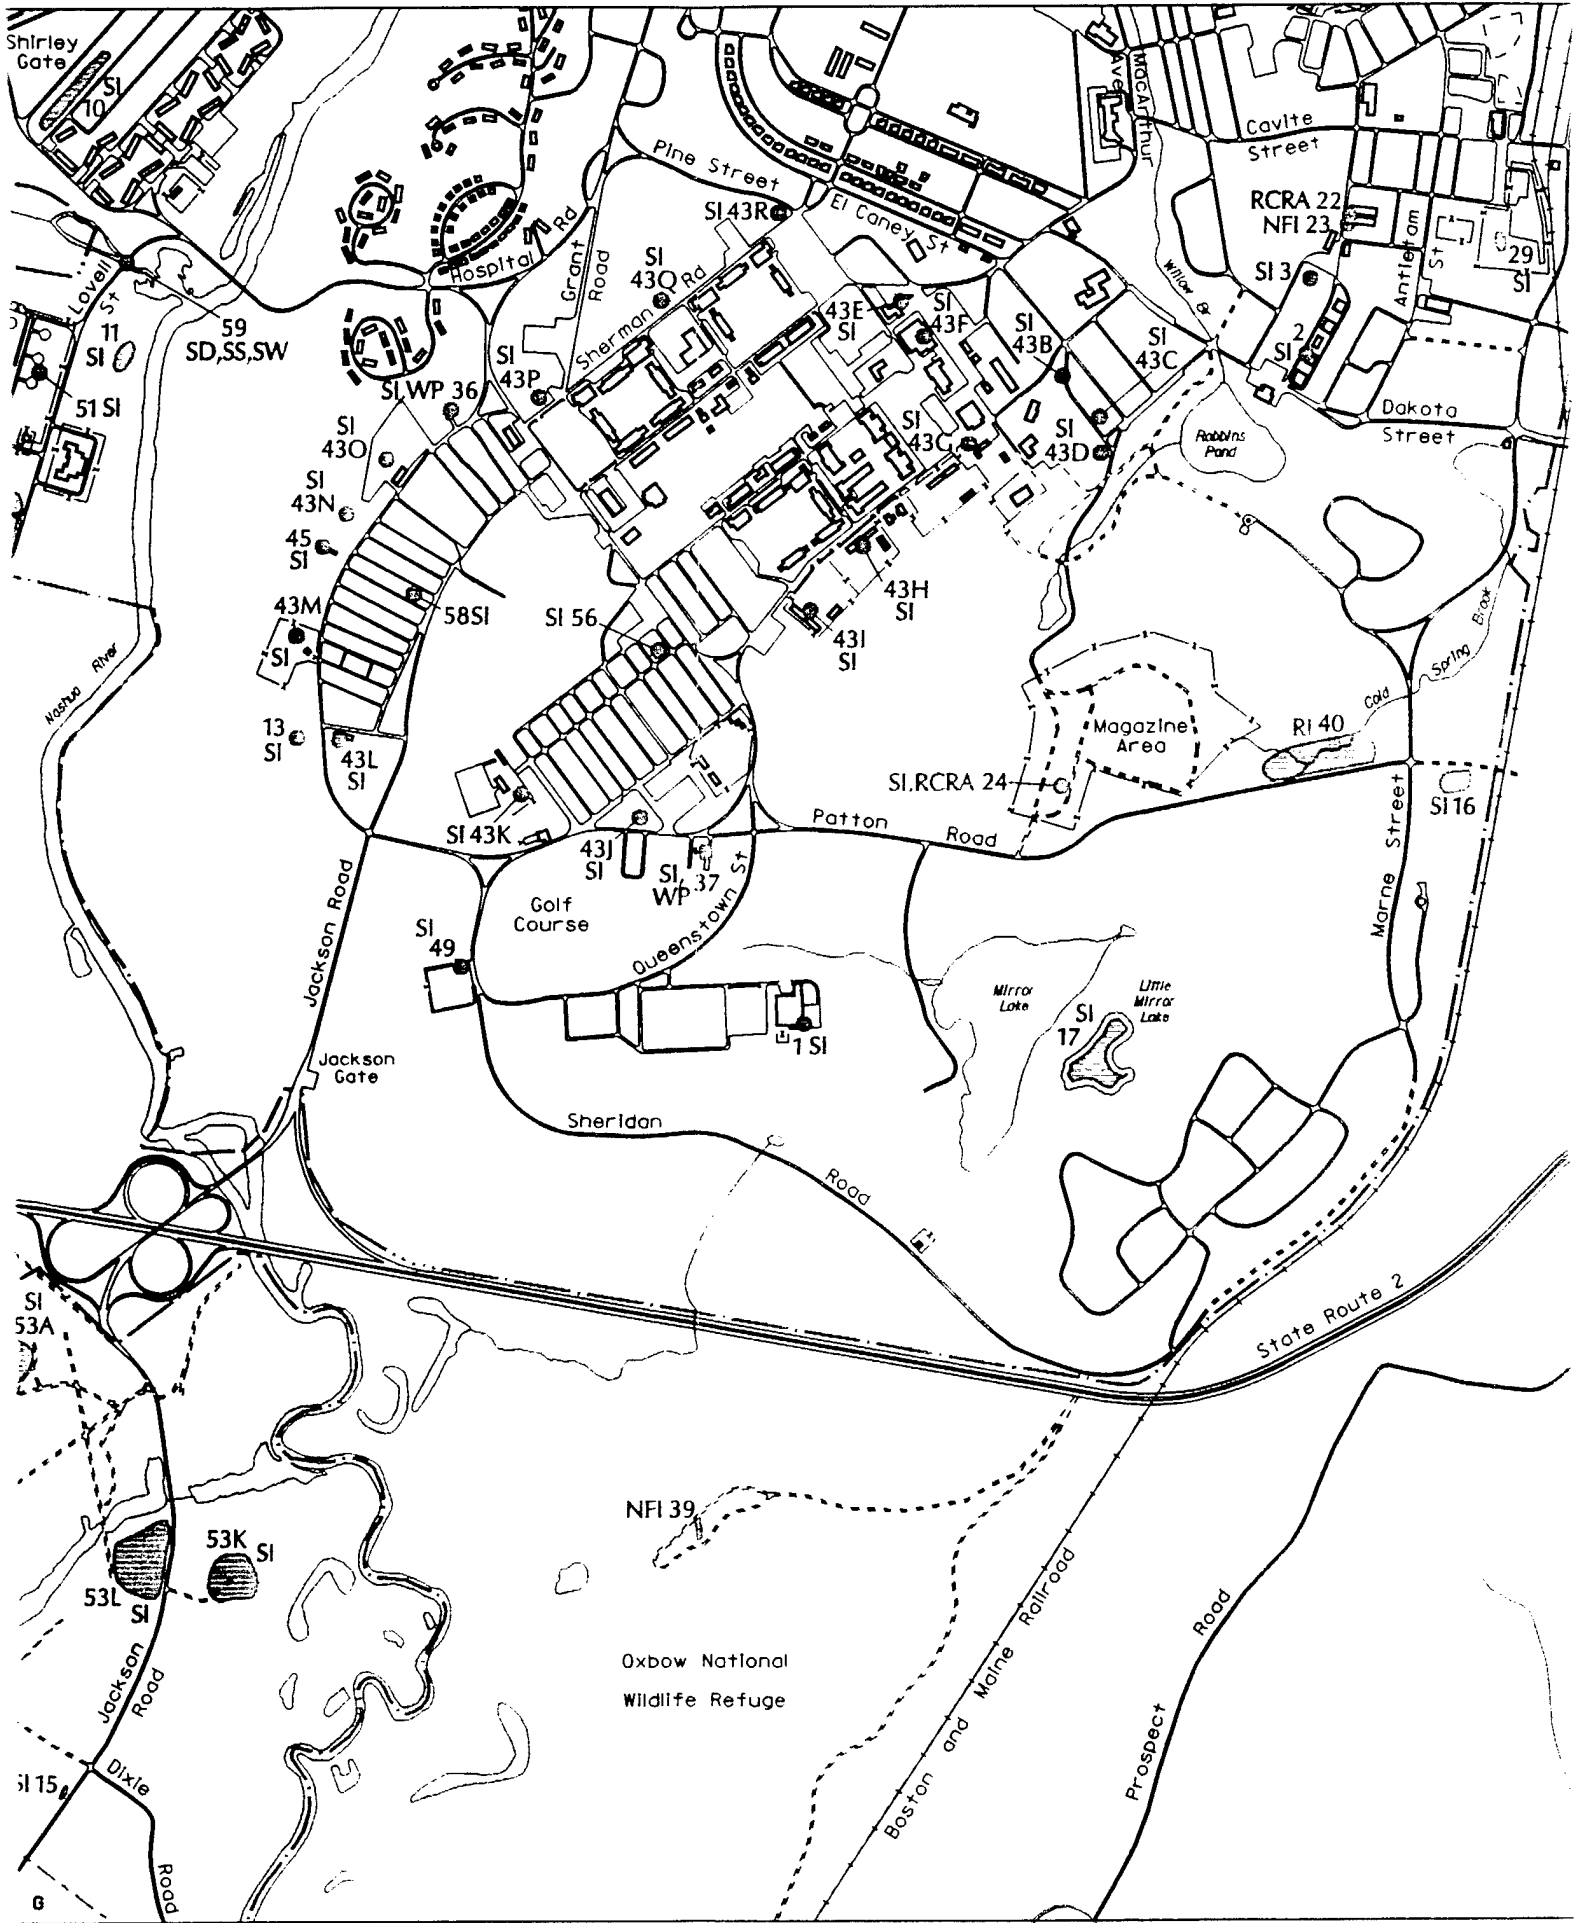 Shirley
Gate
SI
10
Pine Street
MacArthur
Ave
Cavite
Street
SI 43R
El Caney St
RCRA 22
NFI 23
Antietam
St
29
SI
Hospital Rd
Grant
Road
SI
43Q
Sherman Rd
Willow Br
SI 3
Lovell
St
11
SI
59
SD,SS,SW
43E
SI
SI
43F
SI
43B
SI
43C
2
SI
SI
43P
SI,WP 36
51 SI
SI
43O
SI
43G
SI
43D
Robbins
Pond
Dakota
Street
SI
43N
45
SI
43M
SI
58SI
SI 56
43H
SI
43I
SI
Nashua River
Cold Spring Brook
13
SI
43L
SI
Magazine
Area
RI 40
SI,RCRA 24
SI 16
SI 43K
43J
SI
SI,
WP 37
Patton Road
Marne Street
Jackson Road
Golf
Course
Queenstown St
SI
49
Mirror
Lake
Little
Mirror
Lake
SI
17
1 SI
Jackson
Gate
Sheridan Road
SI
53A
State Route 2
NFI 39
53K
SI
53L
SI
Jackson
Road
Oxbow National
Wildlife Refuge
Boston and Maine Railroad
Prospect Road
SI 15
Dixie
Road
G